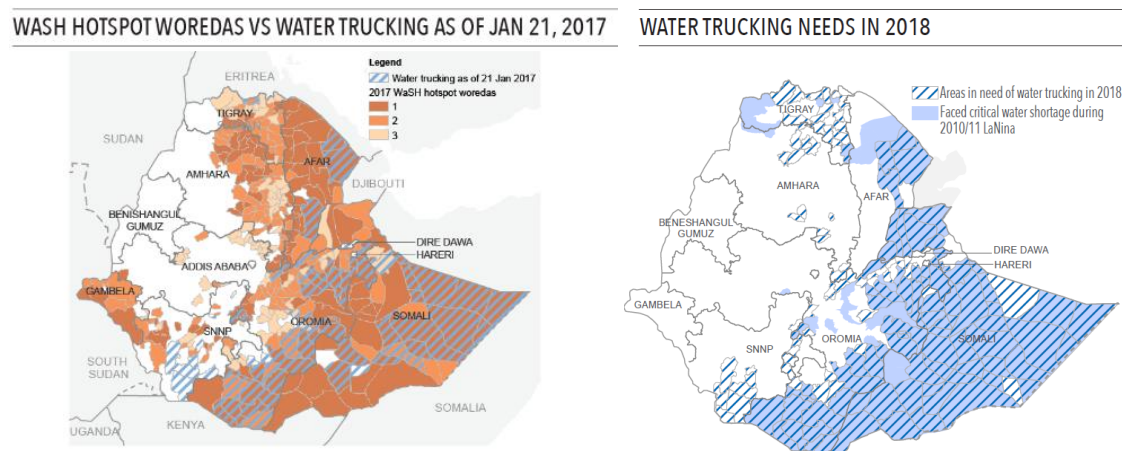 WASH HOTSPOT WOREDAS VS WATER TRUCKING AS OF JAN 21, 2017
Legend
Water trucking as of 21 Jan 2017
2017 WaSH hotspot woredas
1
2
3
ERITREA
TIGRAY
SUDAN
AFAR
AMHARA
DJIBOUTI
BENISHANGUL
GUMUZ
DIRE DAWA
HARERI
ADDIS ABABA
GAMBELA
SOMALI
OROMIA
SNNP
SOUTH
SUDAN
SOMALIA
KENYA
UGANDA
WATER TRUCKING NEEDS IN 2018
Areas in need of water trucking in 2018
Faced critical water shortage during
2010/11 LaNina
TIGRAY
AMHARA
AFAR
BENESHANGUL
GUMUZ
DIRE DAWA
HARERI
GAMBELA
OROMIA
SOMALI
SNNP